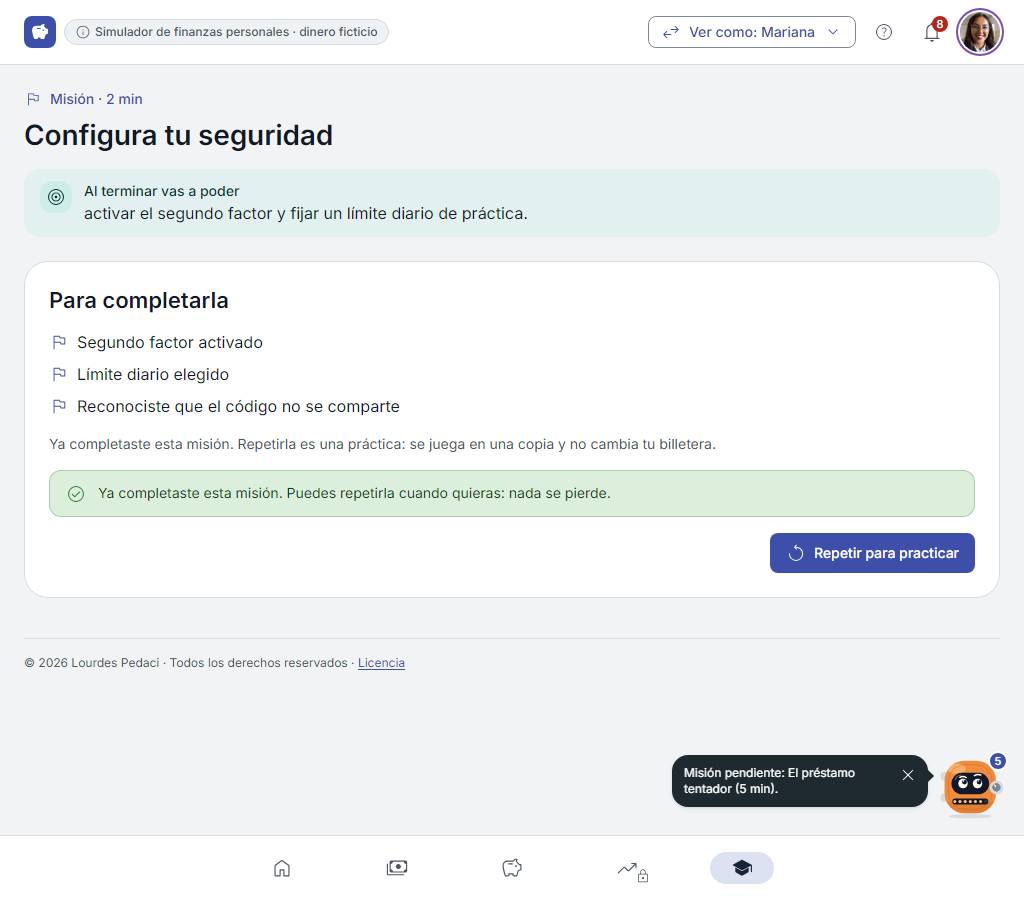 Simulador de finanzas personales · dinero ficticio
Ver como: Mariana
8
Misión · 2 min
Configura tu seguridad
Al terminar vas a poder
activar el segundo factor y fijar un límite diario de práctica.
Para completarla
Segundo factor activado
Límite diario elegido
Reconociste que el código no se comparte
Ya completaste esta misión. Repetirla es una práctica: se juega en una copia y no cambia tu billetera.
Ya completaste esta misión. Puedes repetirla cuando quieras: nada se pierde.
Repetir para practicar
© 2026 Lourdes Pedaci · Todos los derechos reservados · Licencia
Misión pendiente: El préstamo
tentador (5 min).
5